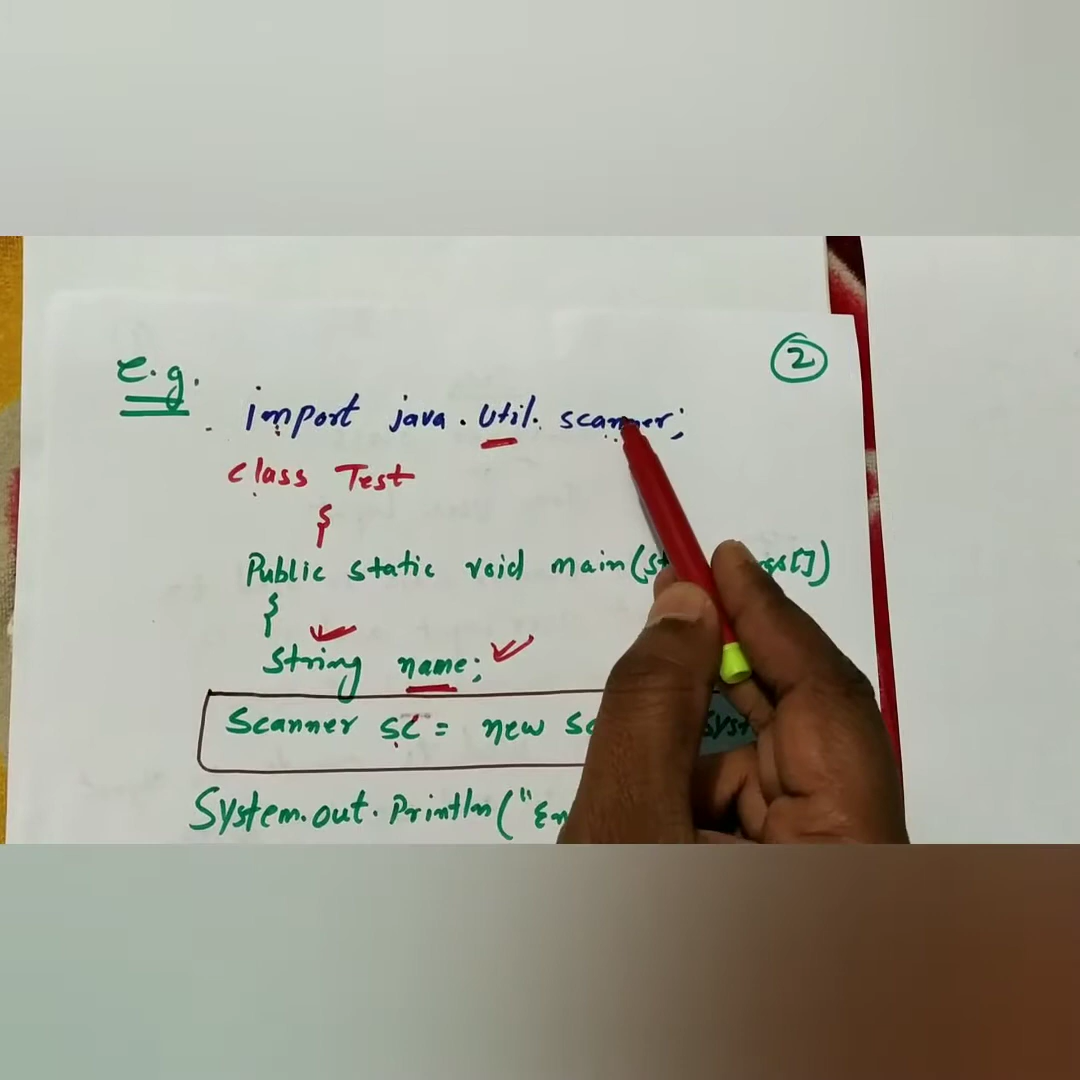 2
e.g.
import java.util.scanner;
class Test
{
Public static void main( [])
{
string name;
Scanner sc = new
System.out.Println("